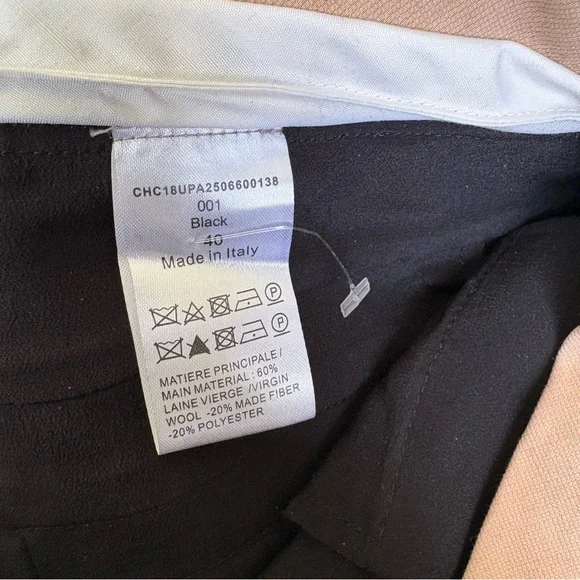 CHC18UPA2506600138
001
Black
40
Made in Italy
P
P
MATIERE PRINCIPALE/
MAIN MATERIAL; 60%
LAINE VIERGE /VIRGIN
WOOL -20% MADE FIBER
-20% POLYESTER